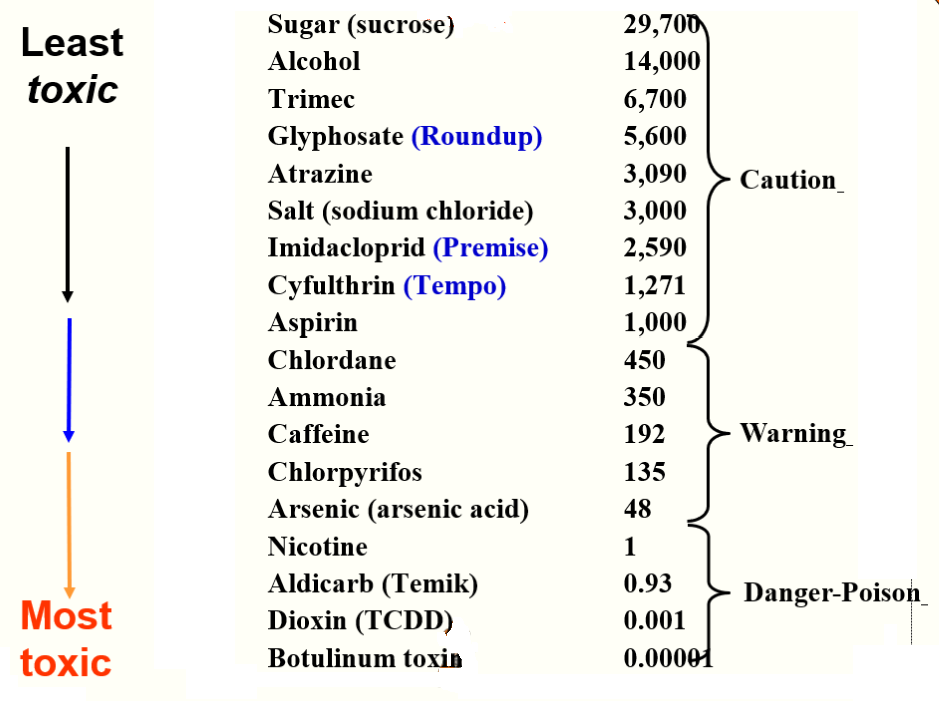 Least
toxic
Most
toxic
Sugar (sucrose) 29,700
Alcohol 14,000
Trimec 6,700
Glyphosate (Roundup) 5,600
Atrazine 3,090
Salt (sodium chloride) 3,000
Imidacloprid (Premise) 2,590
Cyfulthrin (Tempo) 1,271
Aspirin 1,000
Chlordane 450
Ammonia 350
Caffeine 192
Chlorpyrifos 135
Arsenic (arsenic acid) 48
Nicotine 1
Aldicarb (Temik) 0.93
Dioxin (TCDD) 0.001
Botulinum toxin 0.00001
Caution_
Warning_
Danger-Poison_